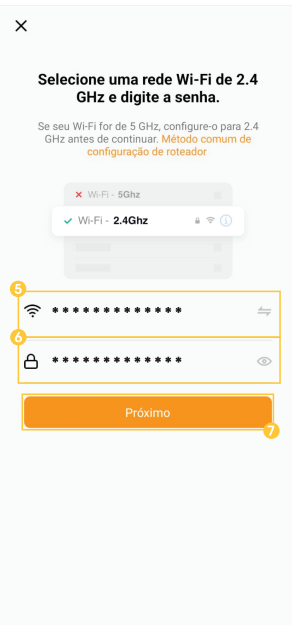 Selecione uma rede Wi-Fi de 2.4
GHz e digite a senha.
Se seu Wi-Fi for de 5 GHz, configure-o para 2.4
GHz antes de continuar. Método comum de
configuração de roteador
Wi-Fi - 5Ghz
Wi-Fi - 2.4Ghz
5
*************
6
*************
Próximo
7